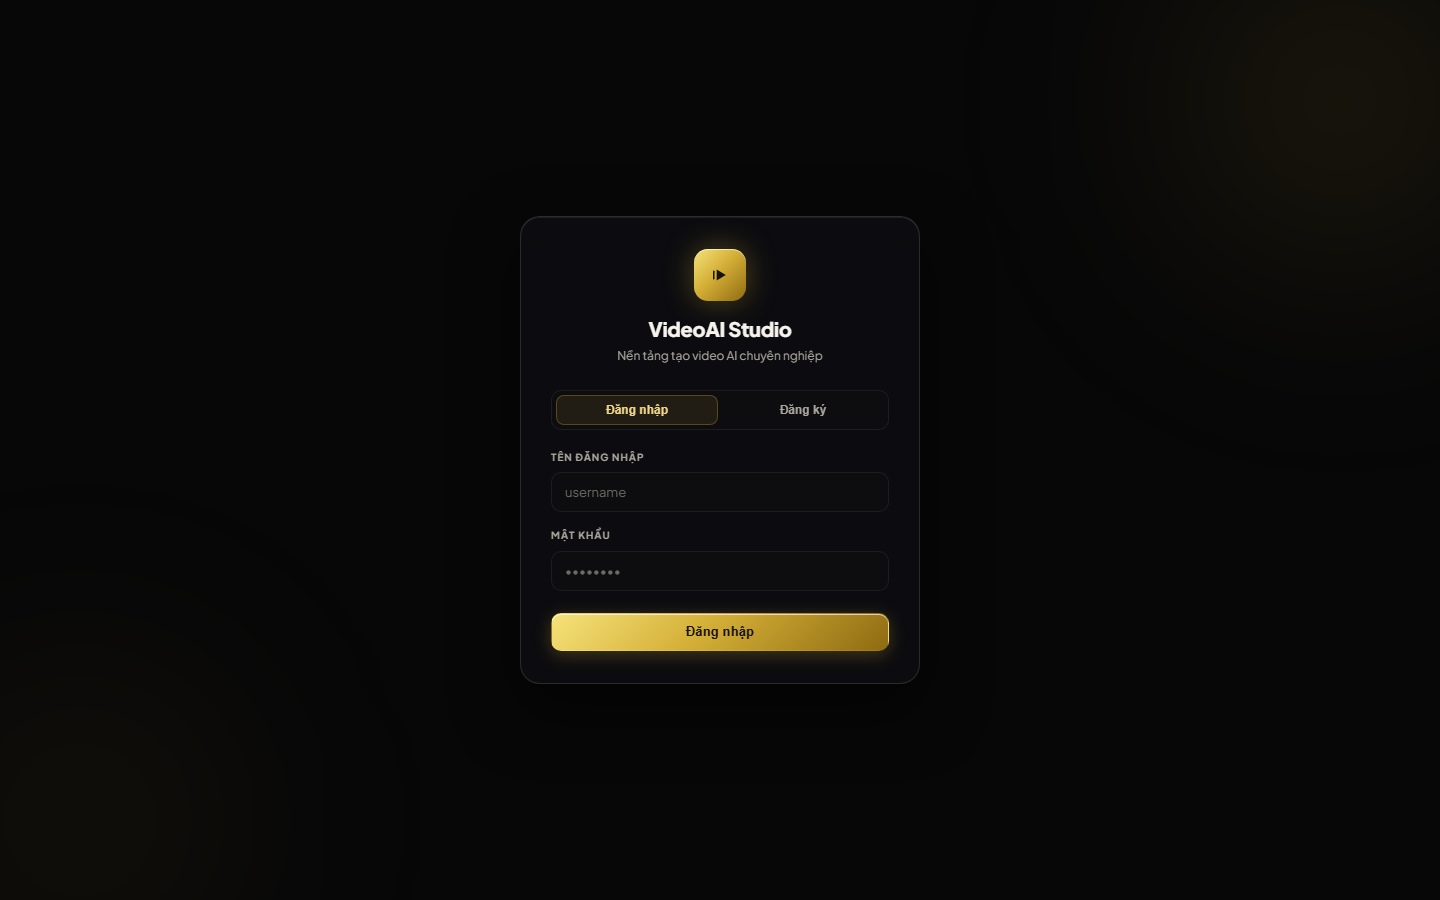 VideoAI Studio
Nền tảng tạo video AI chuyên nghiệp
Đăng nhập
Đăng ký
TÊN ĐĂNG NHẬP
username
MẬT KHẨU
••••••••
Đăng nhập